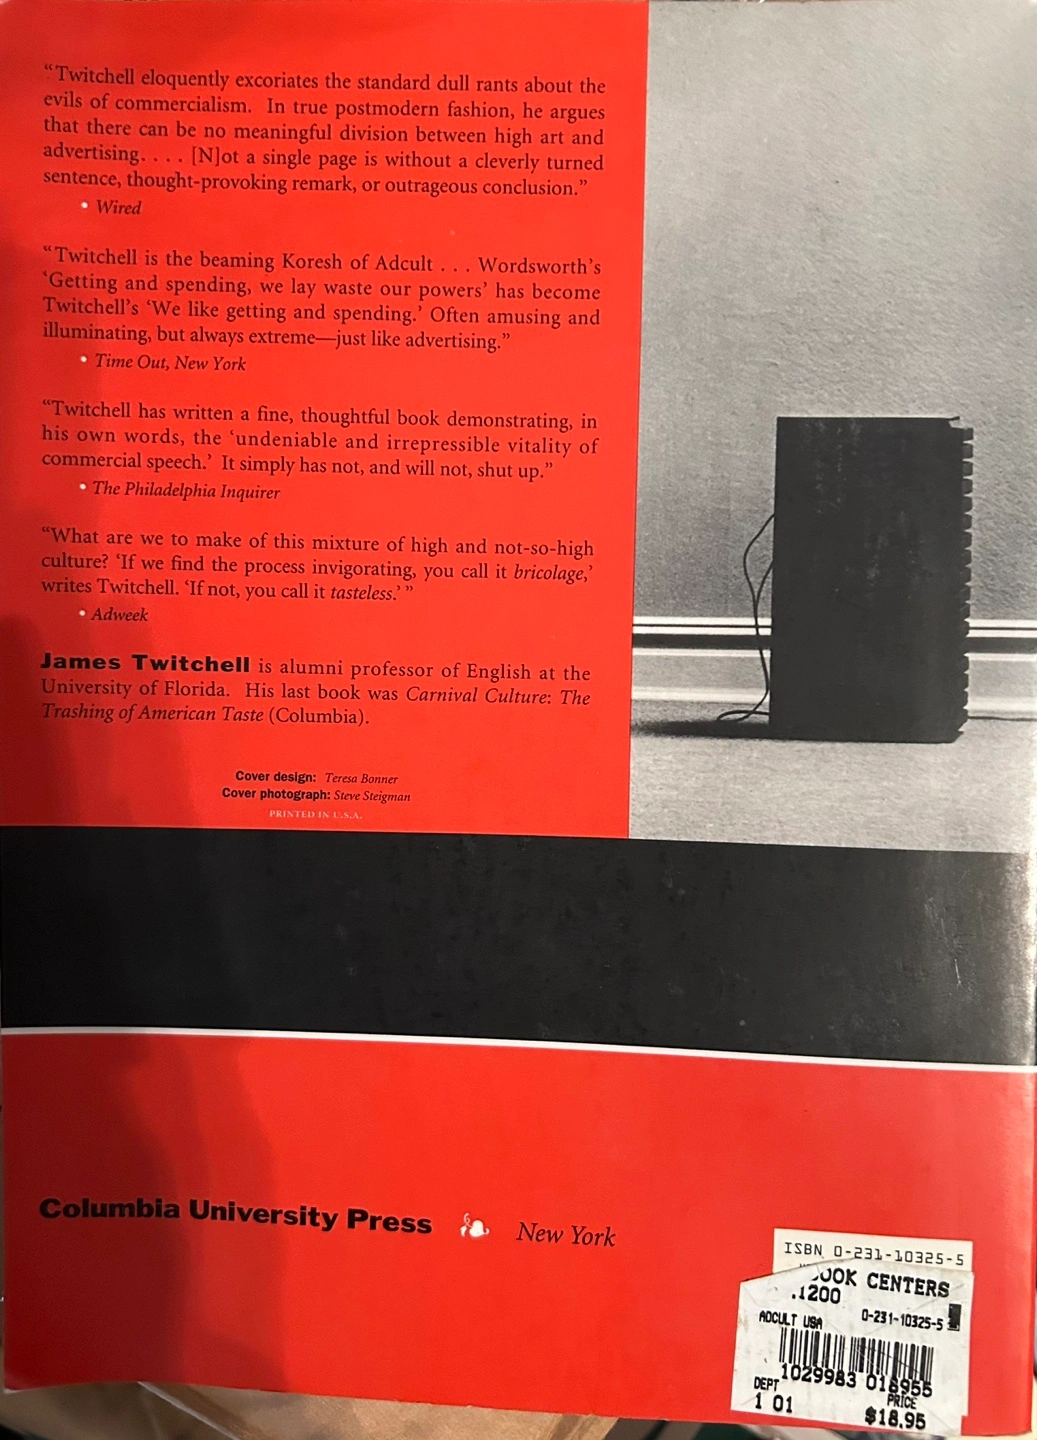 “Twitchell eloquently excoriates the standard dull rants about the
evils of commercialism. In true postmodern fashion, he argues
that there can be no meaningful division between high art and
advertising. . . . [N]ot a single page is without a cleverly turned
sentence, thought-provoking remark, or outrageous conclusion.”
• Wired
“Twitchell is the beaming Koresh of Adcult . . . Wordsworth’s
‘Getting and spending, we lay waste our powers’ has become
Twitchell’s ‘We like getting and spending.’ Often amusing and
illuminating, but always extreme—just like advertising.”
• Time Out, New York
“Twitchell has written a fine, thoughtful book demonstrating, in
his own words, the ‘undeniable and irrepressible vitality of
commercial speech.’ It simply has not, and will not, shut up.”
• The Philadelphia Inquirer
“What are we to make of this mixture of high and not-so-high
culture? ‘If we find the process invigorating, you call it bricolage,’
writes Twitchell. ‘If not, you call it tasteless.’ ”
• Adweek
James Twitchell is alumni professor of English at the
University of Florida. His last book was Carnival Culture: The
Trashing of American Taste (Columbia).
Cover design: Teresa Bonner
Cover photograph: Steve Steigman
PRINTED IN U.S.A.
Columbia University Press New York
ISBN 0-231-10325-5
CENTERS
.1200
ADCULT USA 0-231-10325-5
1029983 016955
DEPT PRICE
1 01 $18.95